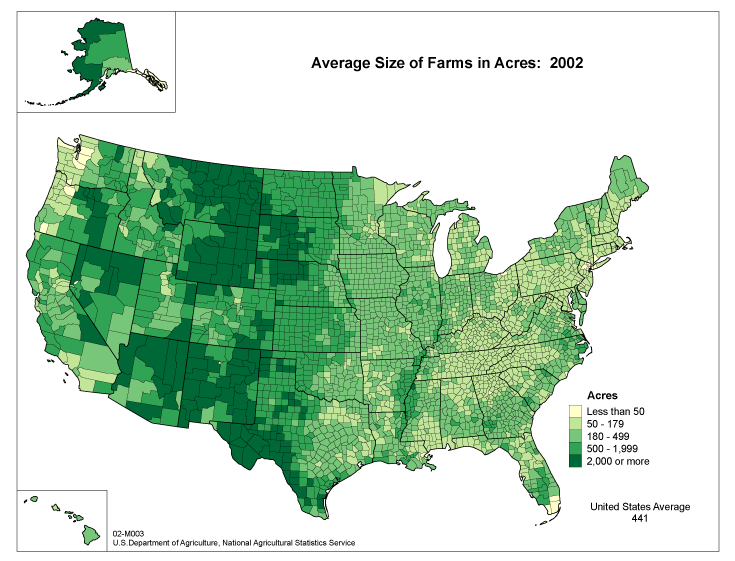 Average Size of Farms in Acres: 2002
Acres
Less than 50
50 - 179
180 - 499
500 - 1,999
2,000 or more
United States Average
441
02-M003
U.S.Department of Agriculture, National Agricultural Statistics Service